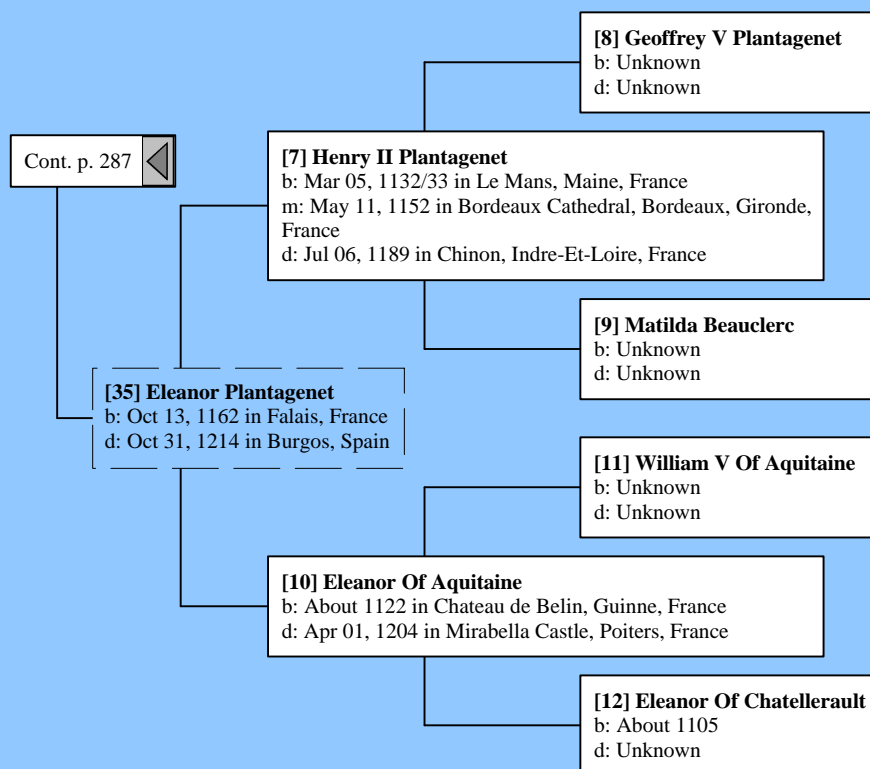 [8] Geoffrey V Plantagenet
b: Unknown
d: Unknown
Cont. p. 287
[7] Henry II Plantagenet
b: Mar 05, 1132/33 in Le Mans, Maine, France
m: May 11, 1152 in Bordeaux Cathedral, Bordeaux, Gironde,
France
d: Jul 06, 1189 in Chinon, Indre-Et-Loire, France
[9] Matilda Beauclerc
b: Unknown
d: Unknown
[35] Eleanor Plantagenet
b: Oct 13, 1162 in Falais, France
d: Oct 31, 1214 in Burgos, Spain
[11] William V Of Aquitaine
b: Unknown
d: Unknown
[10] Eleanor Of Aquitaine
b: About 1122 in Chateau de Belin, Guinne, France
d: Apr 01, 1204 in Mirabella Castle, Poiters, France
[12] Eleanor Of Chatellerault
b: About 1105
d: Unknown